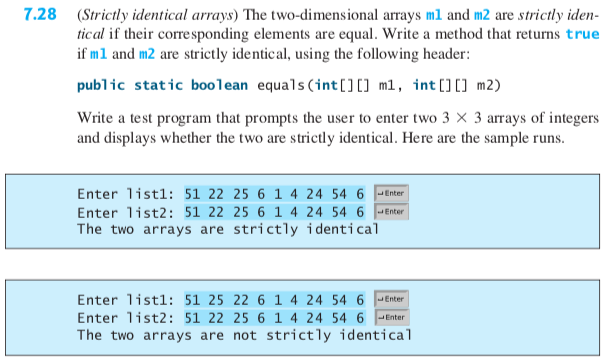 7.28 (Strictly identical arrays) The two-dimensional arrays m1 and m2 are strictly iden-
tical if their corresponding elements are equal. Write a method that returns true
if m1 and m2 are strictly identical, using the following header:
public static boolean equals(int[][] m1, int[][] m2)
Write a test program that prompts the user to enter two 3 × 3 arrays of integers
and displays whether the two are strictly identical. Here are the sample runs.
Enter list1: 51 22 25 6 1 4 24 54 6 ↵Enter
Enter list2: 51 22 25 6 1 4 24 54 6 ↵Enter
The two arrays are strictly identical
Enter list1: 51 25 22 6 1 4 24 54 6 ↵Enter
Enter list2: 51 22 25 6 1 4 24 54 6 ↵Enter
The two arrays are not strictly identical